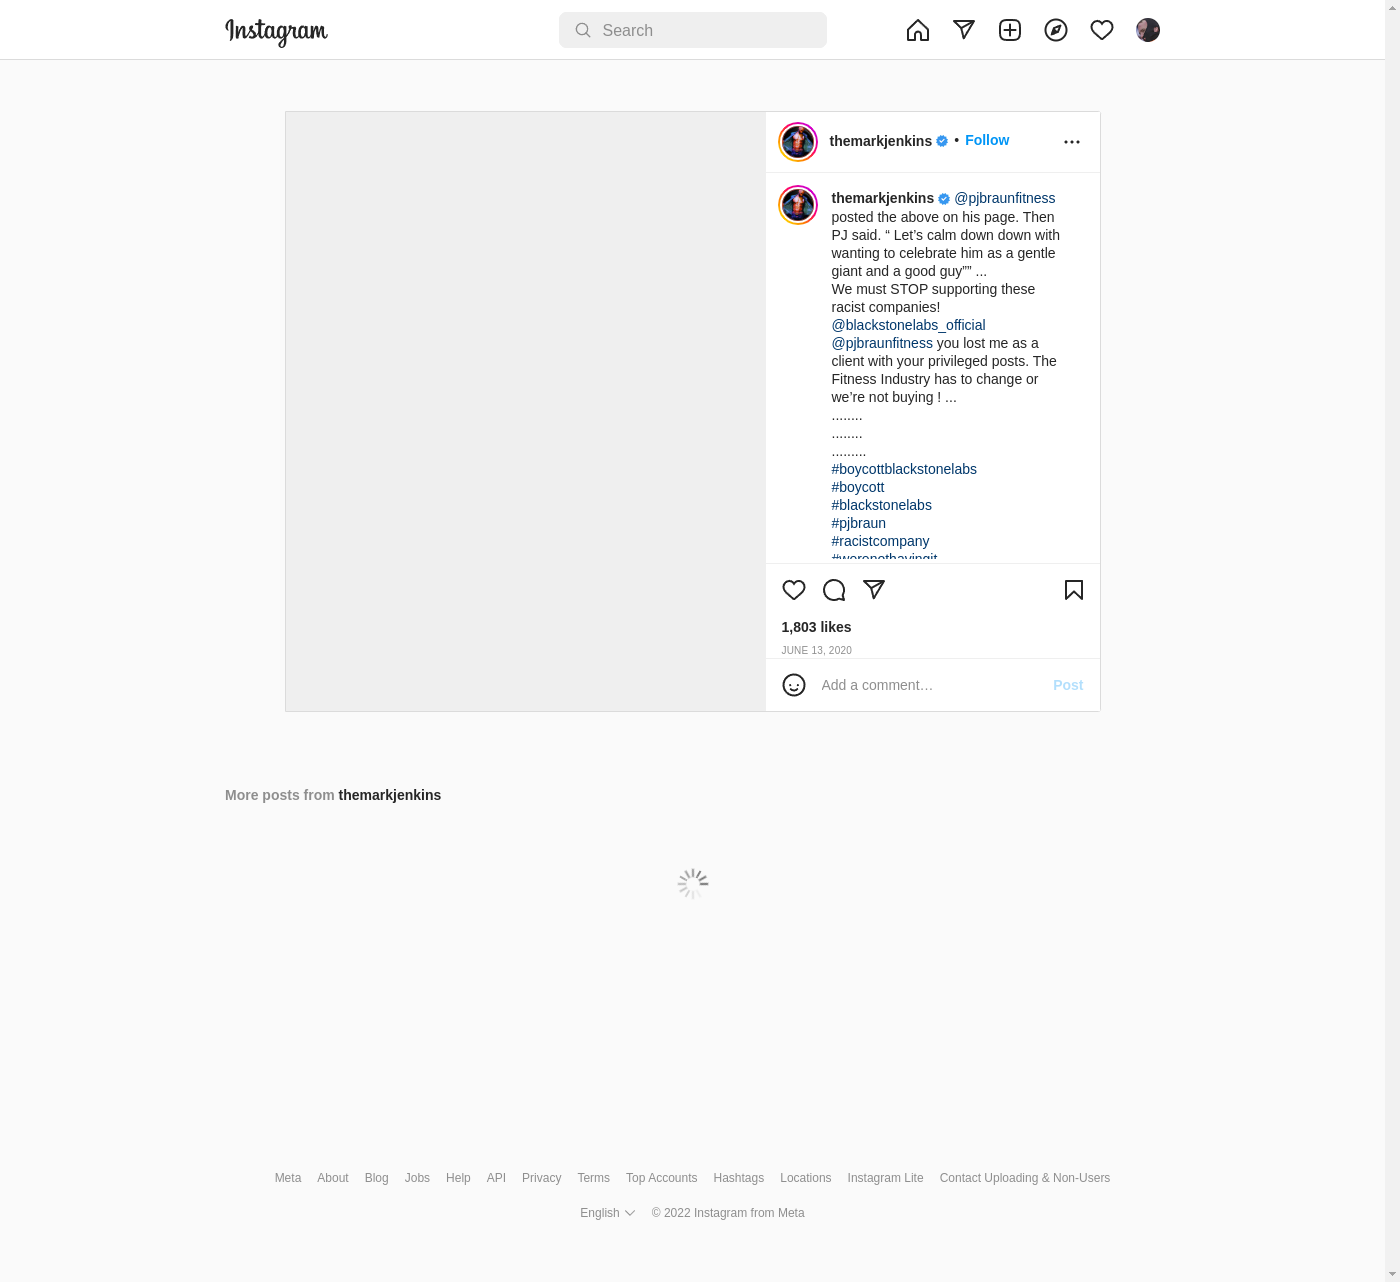 Instagram
Search
themarkjenkins • Follow
themarkjenkins @pjbraunfitness
posted the above on his page. Then
PJ said. “ Let’s calm down down with
wanting to celebrate him as a gentle
giant and a good guy”” ...
We must STOP supporting these
racist companies!
@blackstonelabs_official
@pjbraunfitness you lost me as a
client with your privileged posts. The
Fitness Industry has to change or
we’re not buying ! ...
........
........
.........
#boycottblackstonelabs
#boycott
#blackstonelabs
#pjbraun
#racistcompany
#werenothavingit
1,803 likes
JUNE 13, 2020
Add a comment…
Post
More posts from themarkjenkins
Meta About Blog Jobs Help API Privacy Terms Top Accounts Hashtags Locations Instagram Lite Contact Uploading & Non-Users
English © 2022 Instagram from Meta